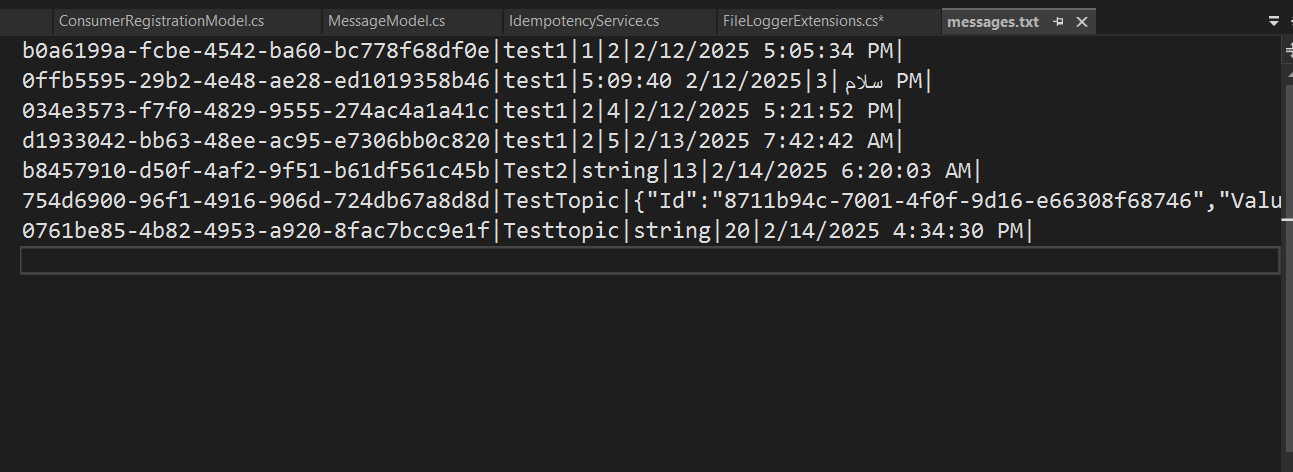 ConsumerRegistrationModel.cs MessageModel.cs IdempotencyService.cs FileLoggerExtensions.cs* messages.txt
b0a6199a-fcbe-4542-ba60-bc778f68df0e|test1|1|2|2/12/2025 5:05:34 PM|
0ffb5595-29b2-4e48-ae28-ed1019358b46|test1|سلام|3|2/12/2025 5:09:40 PM|
034e3573-f7f0-4829-9555-274ac4a1a41c|test1|2|4|2/12/2025 5:21:52 PM|
d1933042-bb63-48ee-ac95-e7306bb0c820|test1|2|5|2/13/2025 7:42:42 AM|
b8457910-d50f-4af2-9f51-b61df561c45b|Test2|string|13|2/14/2025 6:20:03 AM|
754d6900-96f1-4916-906d-724db67a8d8d|TestTopic|{"Id":"8711b94c-7001-4f0f-9d16-e66308f68746","Valu
0761be85-4b82-4953-a920-8fac7bcc9e1f|Testtopic|string|20|2/14/2025 4:34:30 PM|